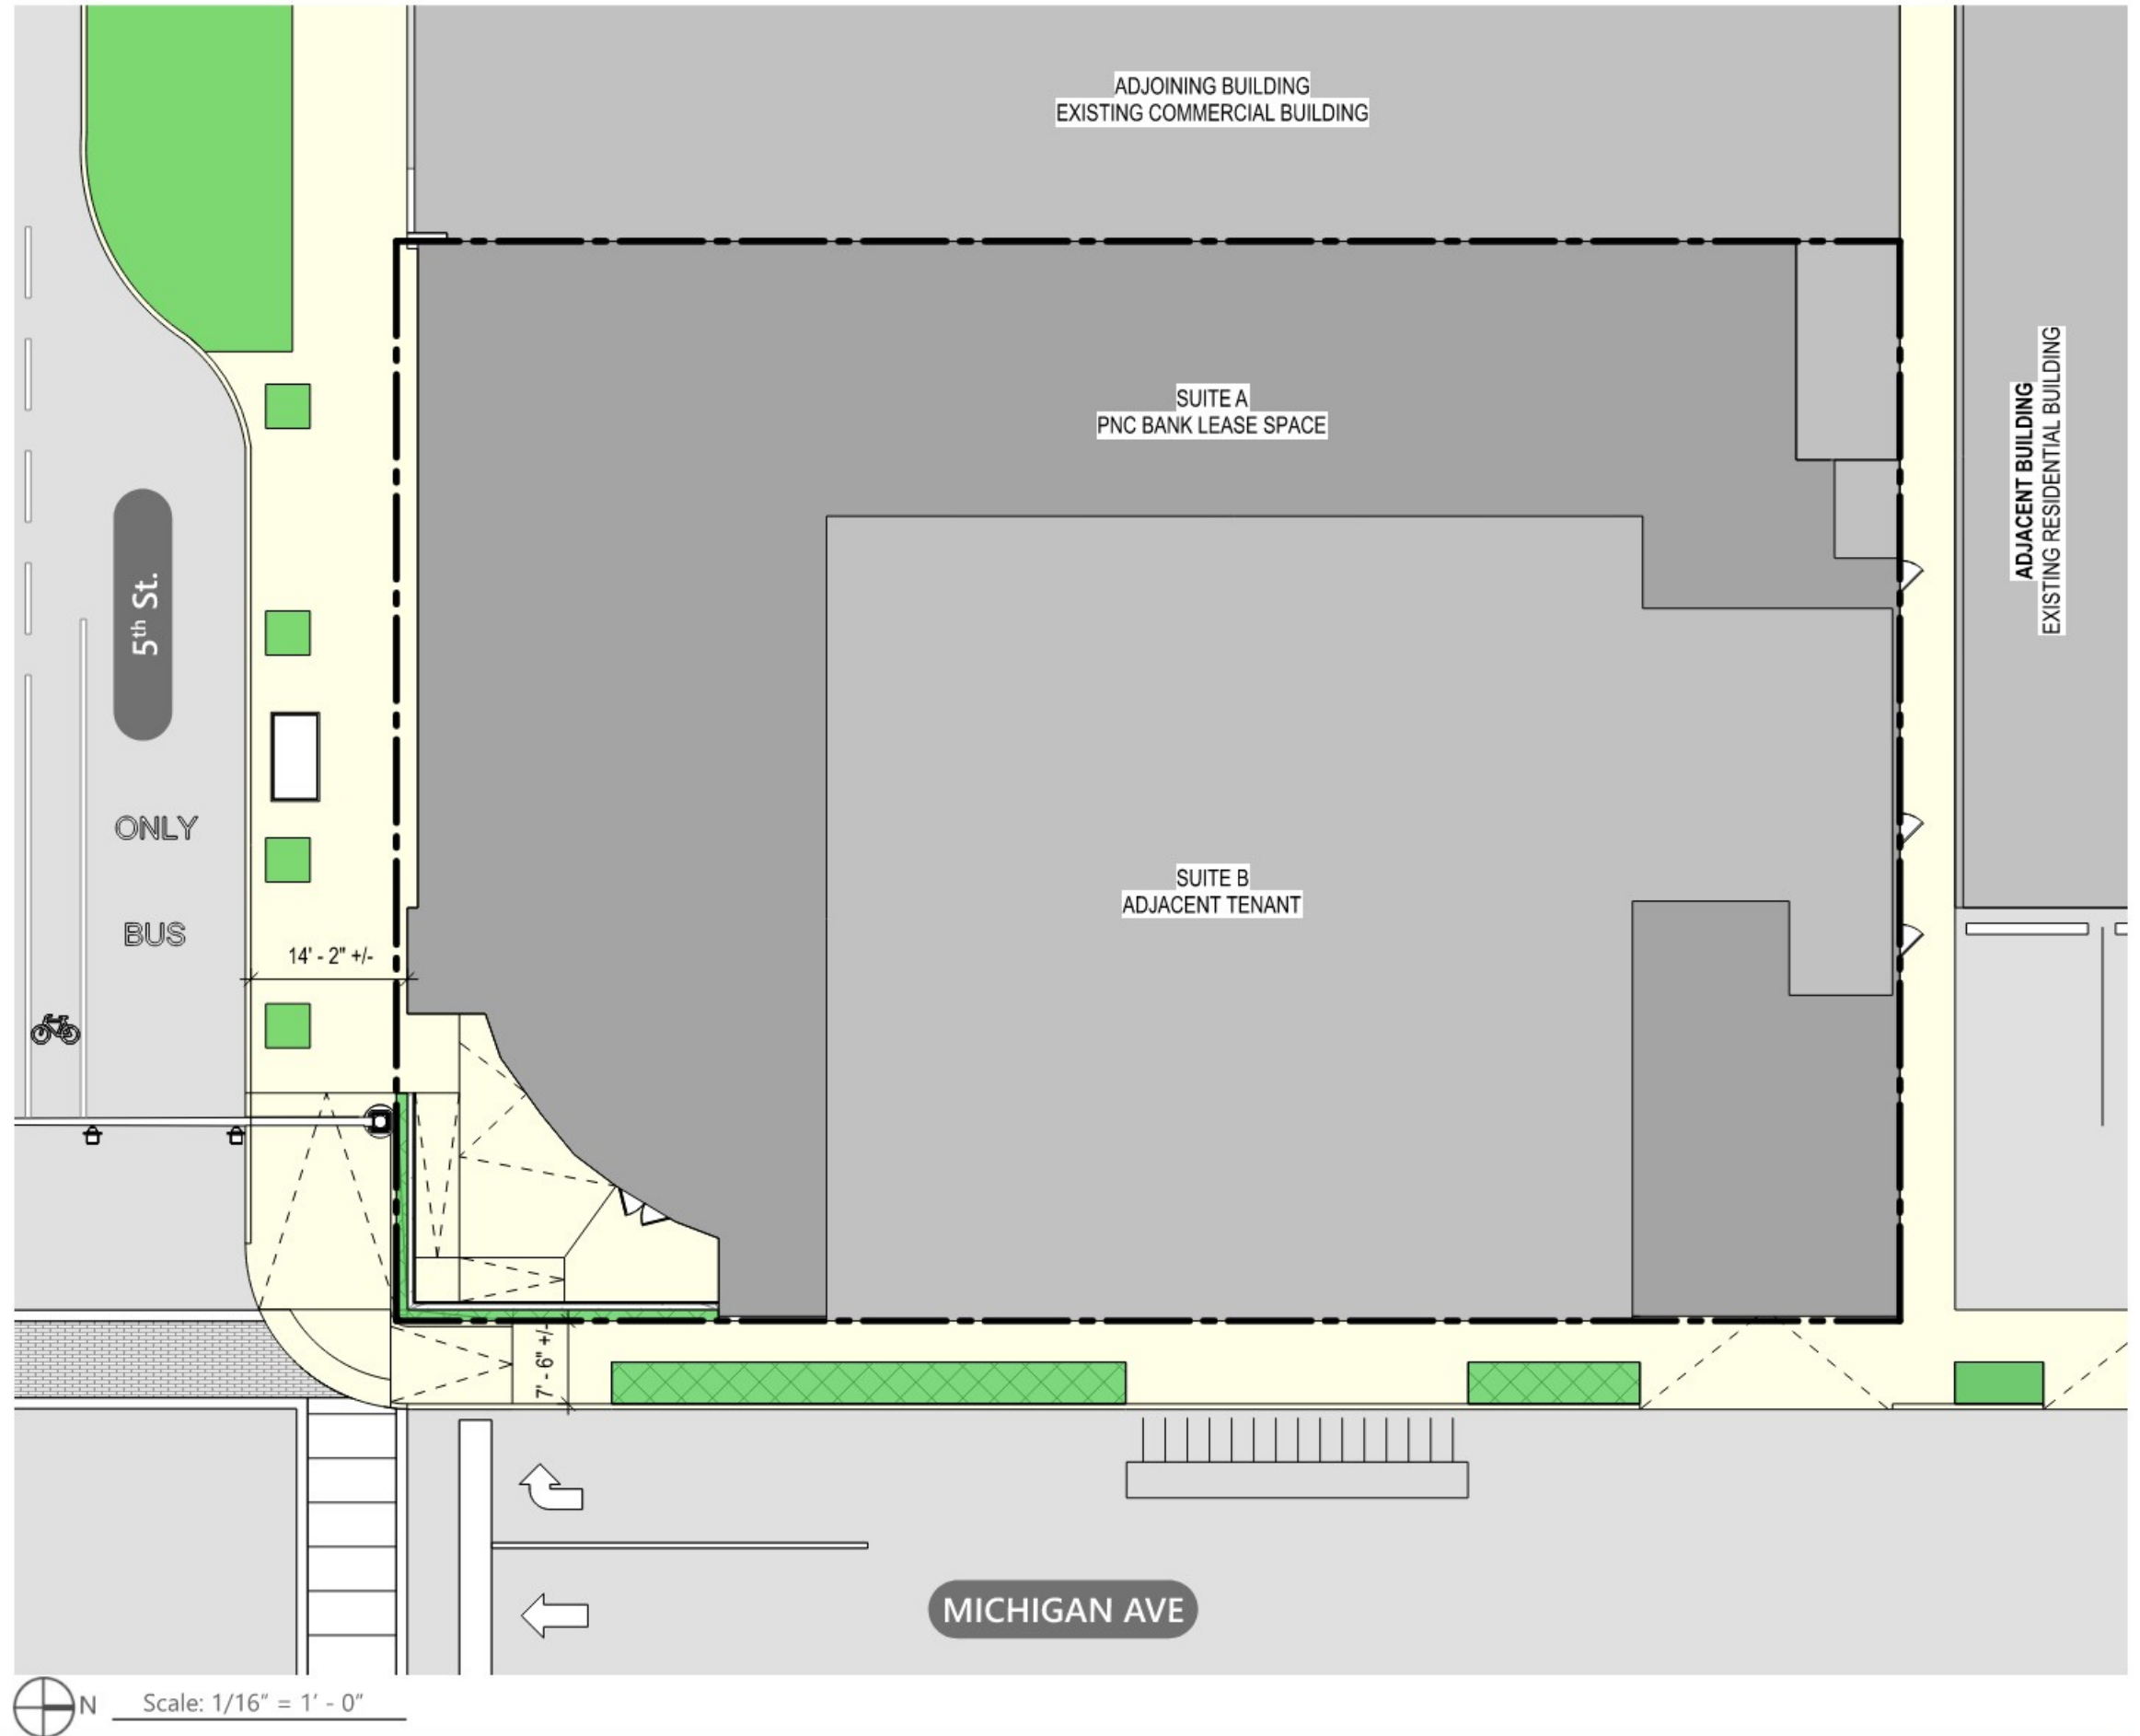 ADJOINING BUILDING
EXISTING COMMERCIAL BUILDING
SUITE A
PNC BANK LEASE SPACE
ADJACENT BUILDING
EXISTING RESIDENTIAL BUILDING
5th St.
ONLY
BUS
SUITE B
ADJACENT TENANT
14' - 2" +/-
7' - 6" +/-
MICHIGAN AVE
N
Scale: 1/16" = 1' - 0"